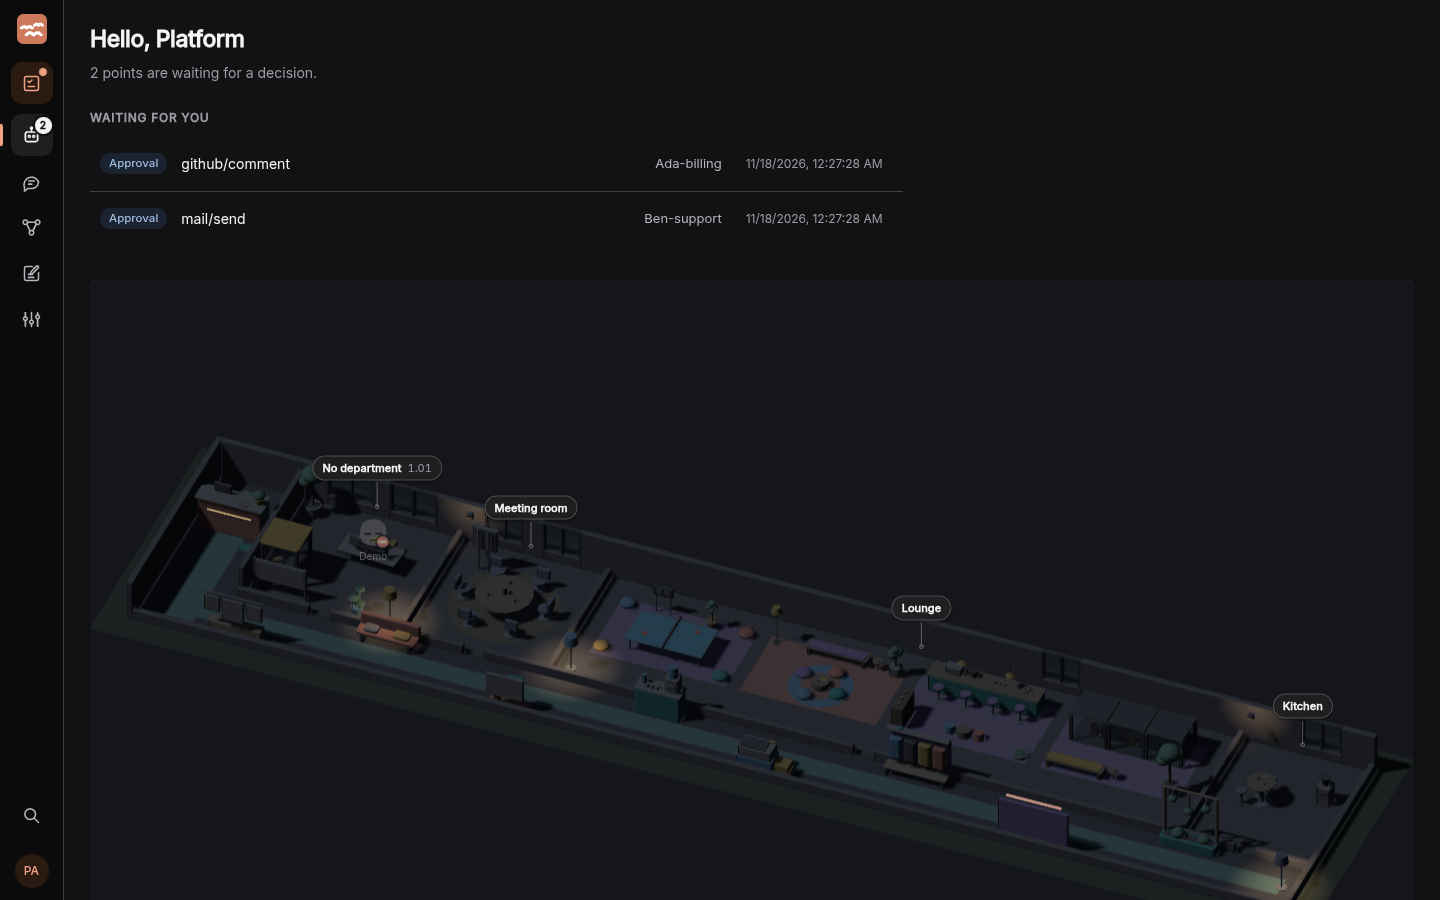 Hello, Platform
2 points are waiting for a decision.
WAITING FOR YOU
Approval github/comment Ada-billing 11/18/2026, 12:27:28 AM
Approval mail/send Ben-support 11/18/2026, 12:27:28 AM
2
No department 1.01
Meeting room
Demo
Lounge
Kitchen
PA